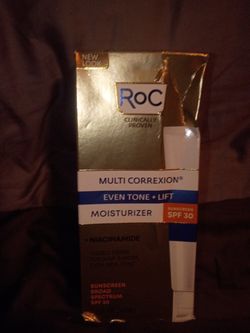 NEW
LOOK
RoC
CLINICALLY
PROVEN
MULTI CORREXION®
EVEN TONE + LIFT
MOISTURIZER
SUNSCREEN
SPF 30
+ NIACINAMIDE
SUNSCREEN
BROAD
SPECTRUM
SPF 30